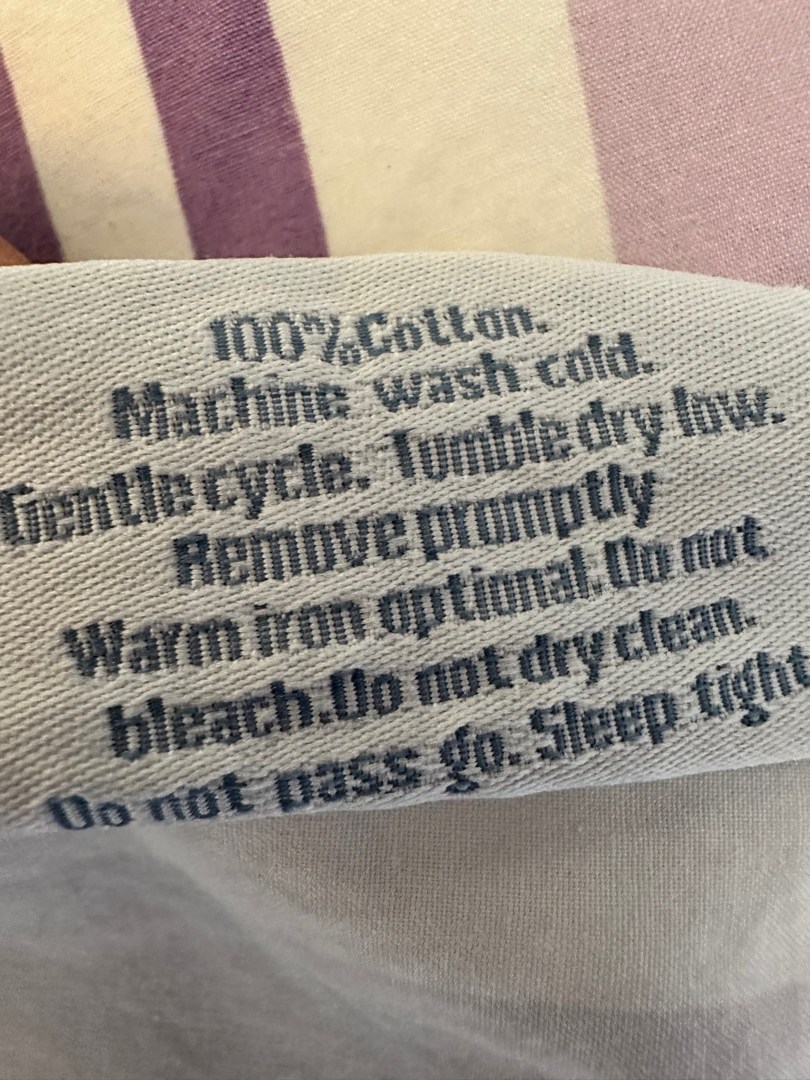 100%Cotton.
Machine wash cold.
Gentle cycle. Tumble dry low.
Remove promptly
Warm iron optional.Do not
bleach.Do not dry clean.
Do not pass go. Sleep tight